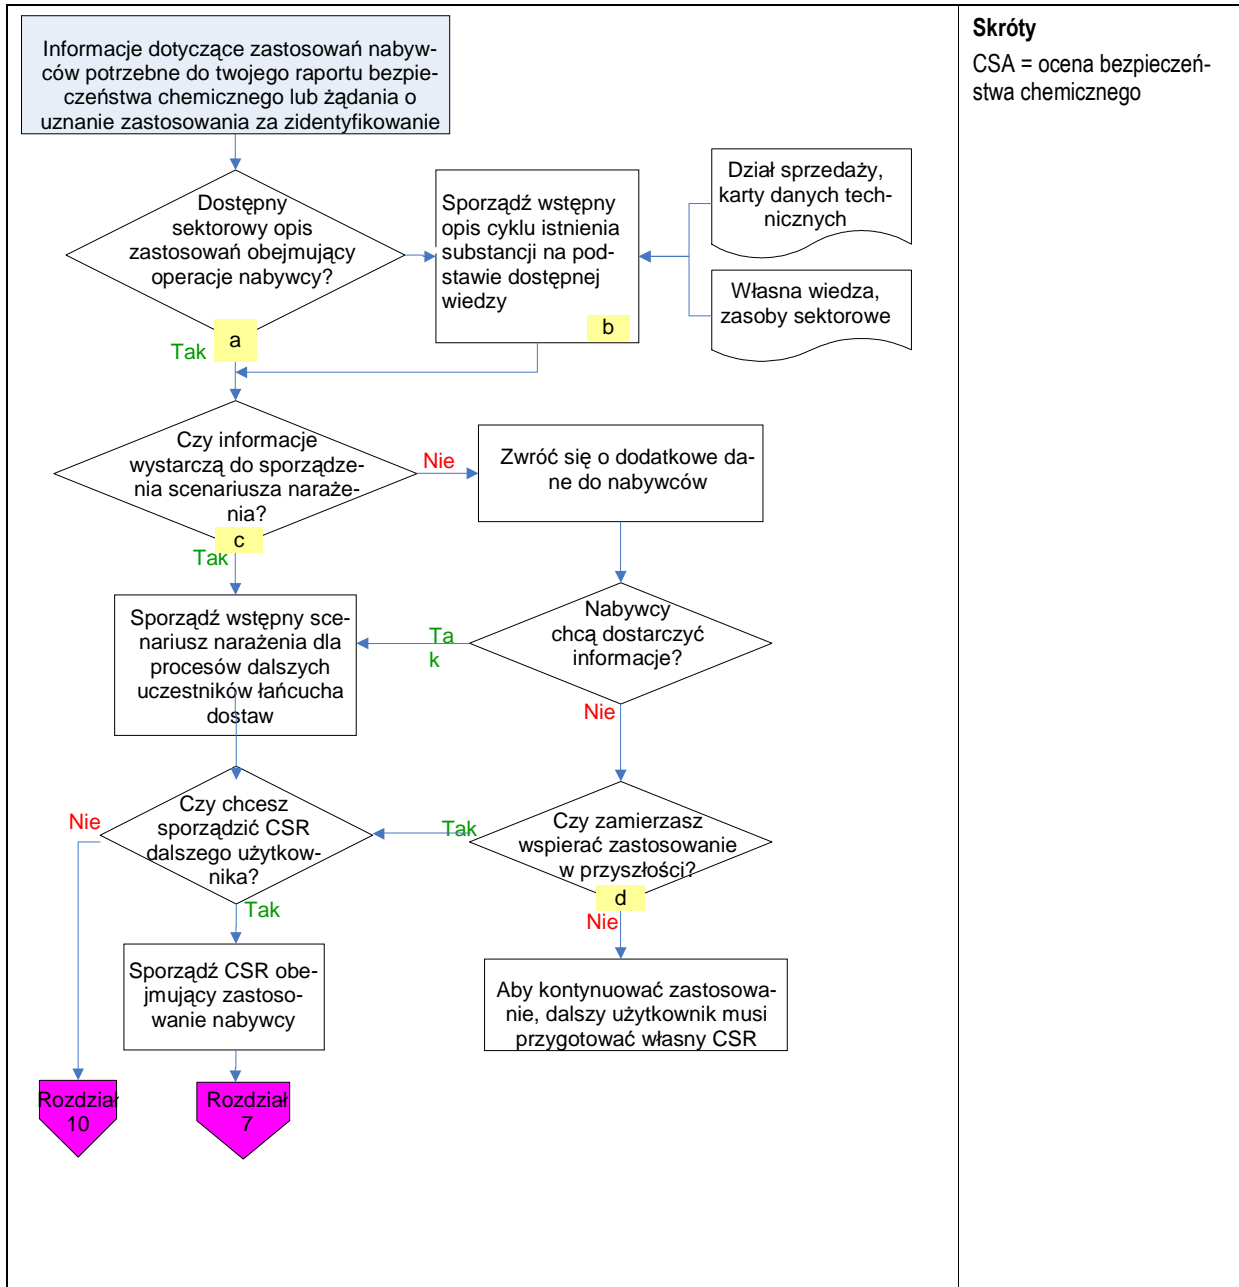 Informacje dotyczące zastosowań nabyw-
ców potrzebne do twojego raportu bezpie-
czeństwa chemicznego lub żądania o
uznanie zastosowania za zidentyfikowanie
Skróty
CSA = ocena bezpieczeń-
stwa chemicznego
Dostępny
sektorowy opis
zastosowań obejmujący
operacje nabywcy?
a
Tak
Sporządź wstępny
opis cyklu istnienia
substancji na pod-
stawie dostępnej
wiedzy
b
Dział sprzedaży,
karty danych tech-
nicznych
Własna wiedza,
zasoby sektorowe
Czy informacje
wystarczą do sporządze-
nia scenariusza naraże-
nia?
c
Tak
Nie
Zwróć się o dodatkowe da-
ne do nabywców
Sporządź wstępny sce-
nariusz narażenia dla
procesów dalszych
uczestników łańcucha
dostaw
Ta
k
Nabywcy
chcą dostarczyć
informacje?
Nie
Czy chcesz
sporządzić CSR
dalszego użytkow-
nika?
Nie
Tak
Tak
Czy zamierzasz
wspierać zastosowanie
w przyszłości?
d
Nie
Sporządź CSR obe-
jmujący zastoso-
wanie nabywcy
Aby kontynuować zastosowa-
nie, dalszy użytkownik musi
przygotować własny CSR
Rozdział
10
Rozdział
7